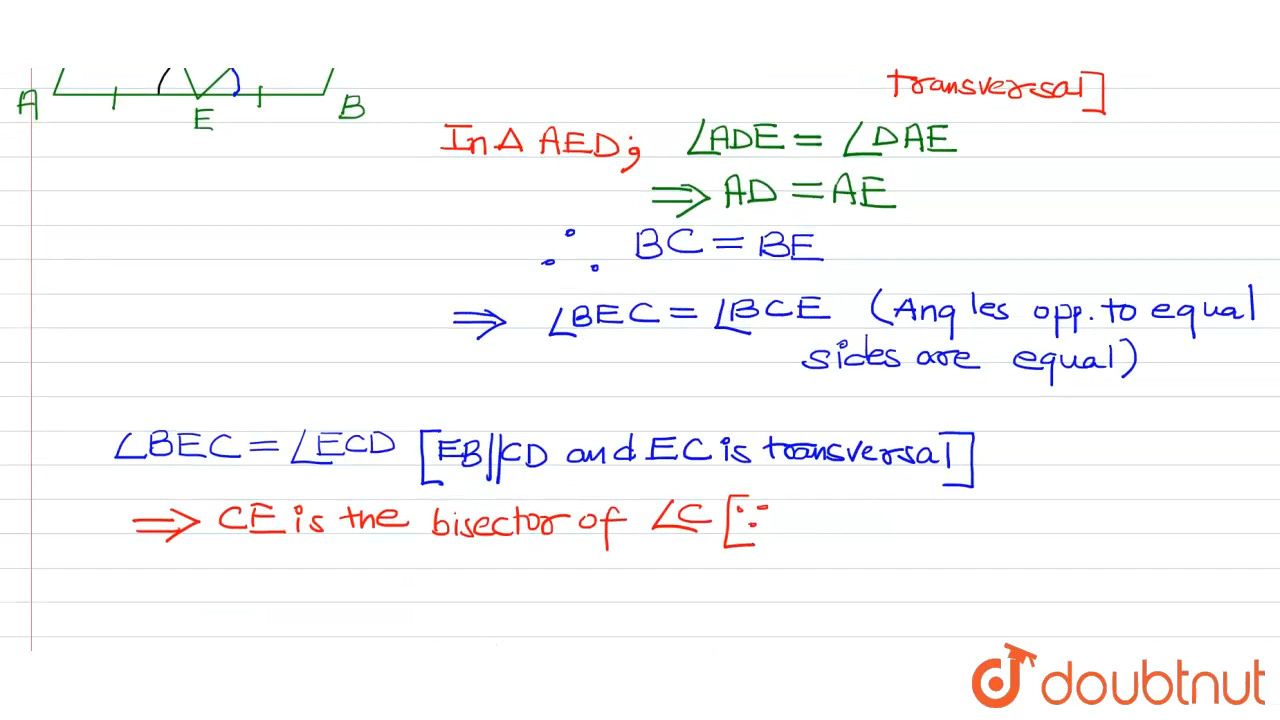 transversal]
A E B
In △ AED; ∠ADE = ∠DAE
⇒ AD = AE
∴ BC = BE
⇒ ∠BEC = ∠BCE (Angles opp. to equal
sides are equal)
∠BEC = ∠ECD [EB||CD and EC is transversal]
⇒ CE is the bisector of ∠C [∵
doubtnut